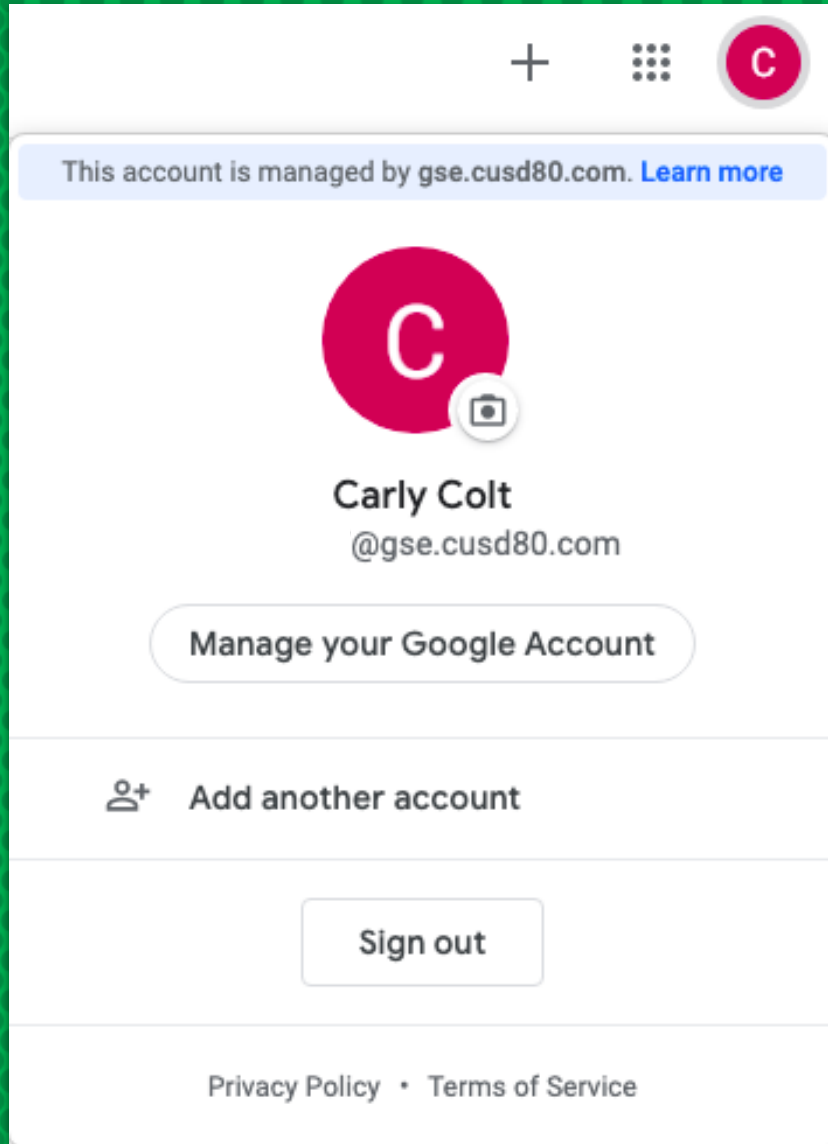 C
This account is managed by gse.cusd80.com. Learn more
C
Carly Colt
@gse.cusd80.com
Manage your Google Account
Add another account
Sign out
Privacy Policy • Terms of Service